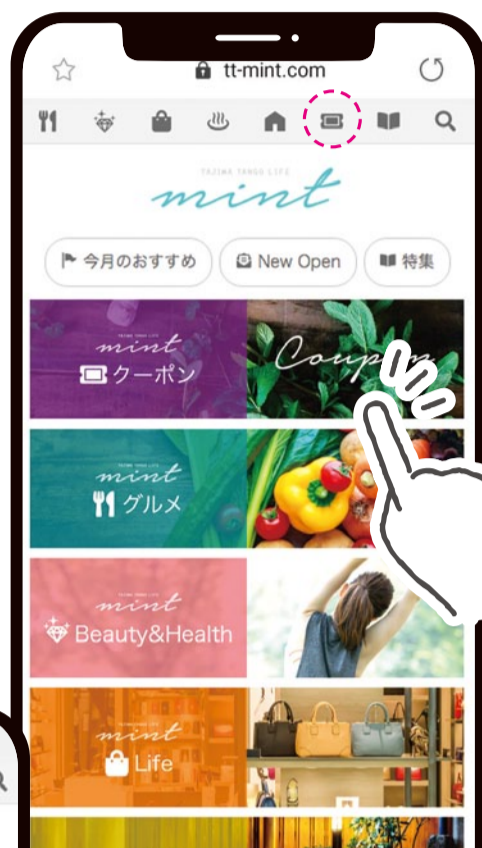 tt-mint.com
TAJIMA TANGO LIFE
mint
今月のおすすめ
New Open
特集
mint
クーポン
Coupon
mint
グルメ
mint
Beauty&Health
mint
Life